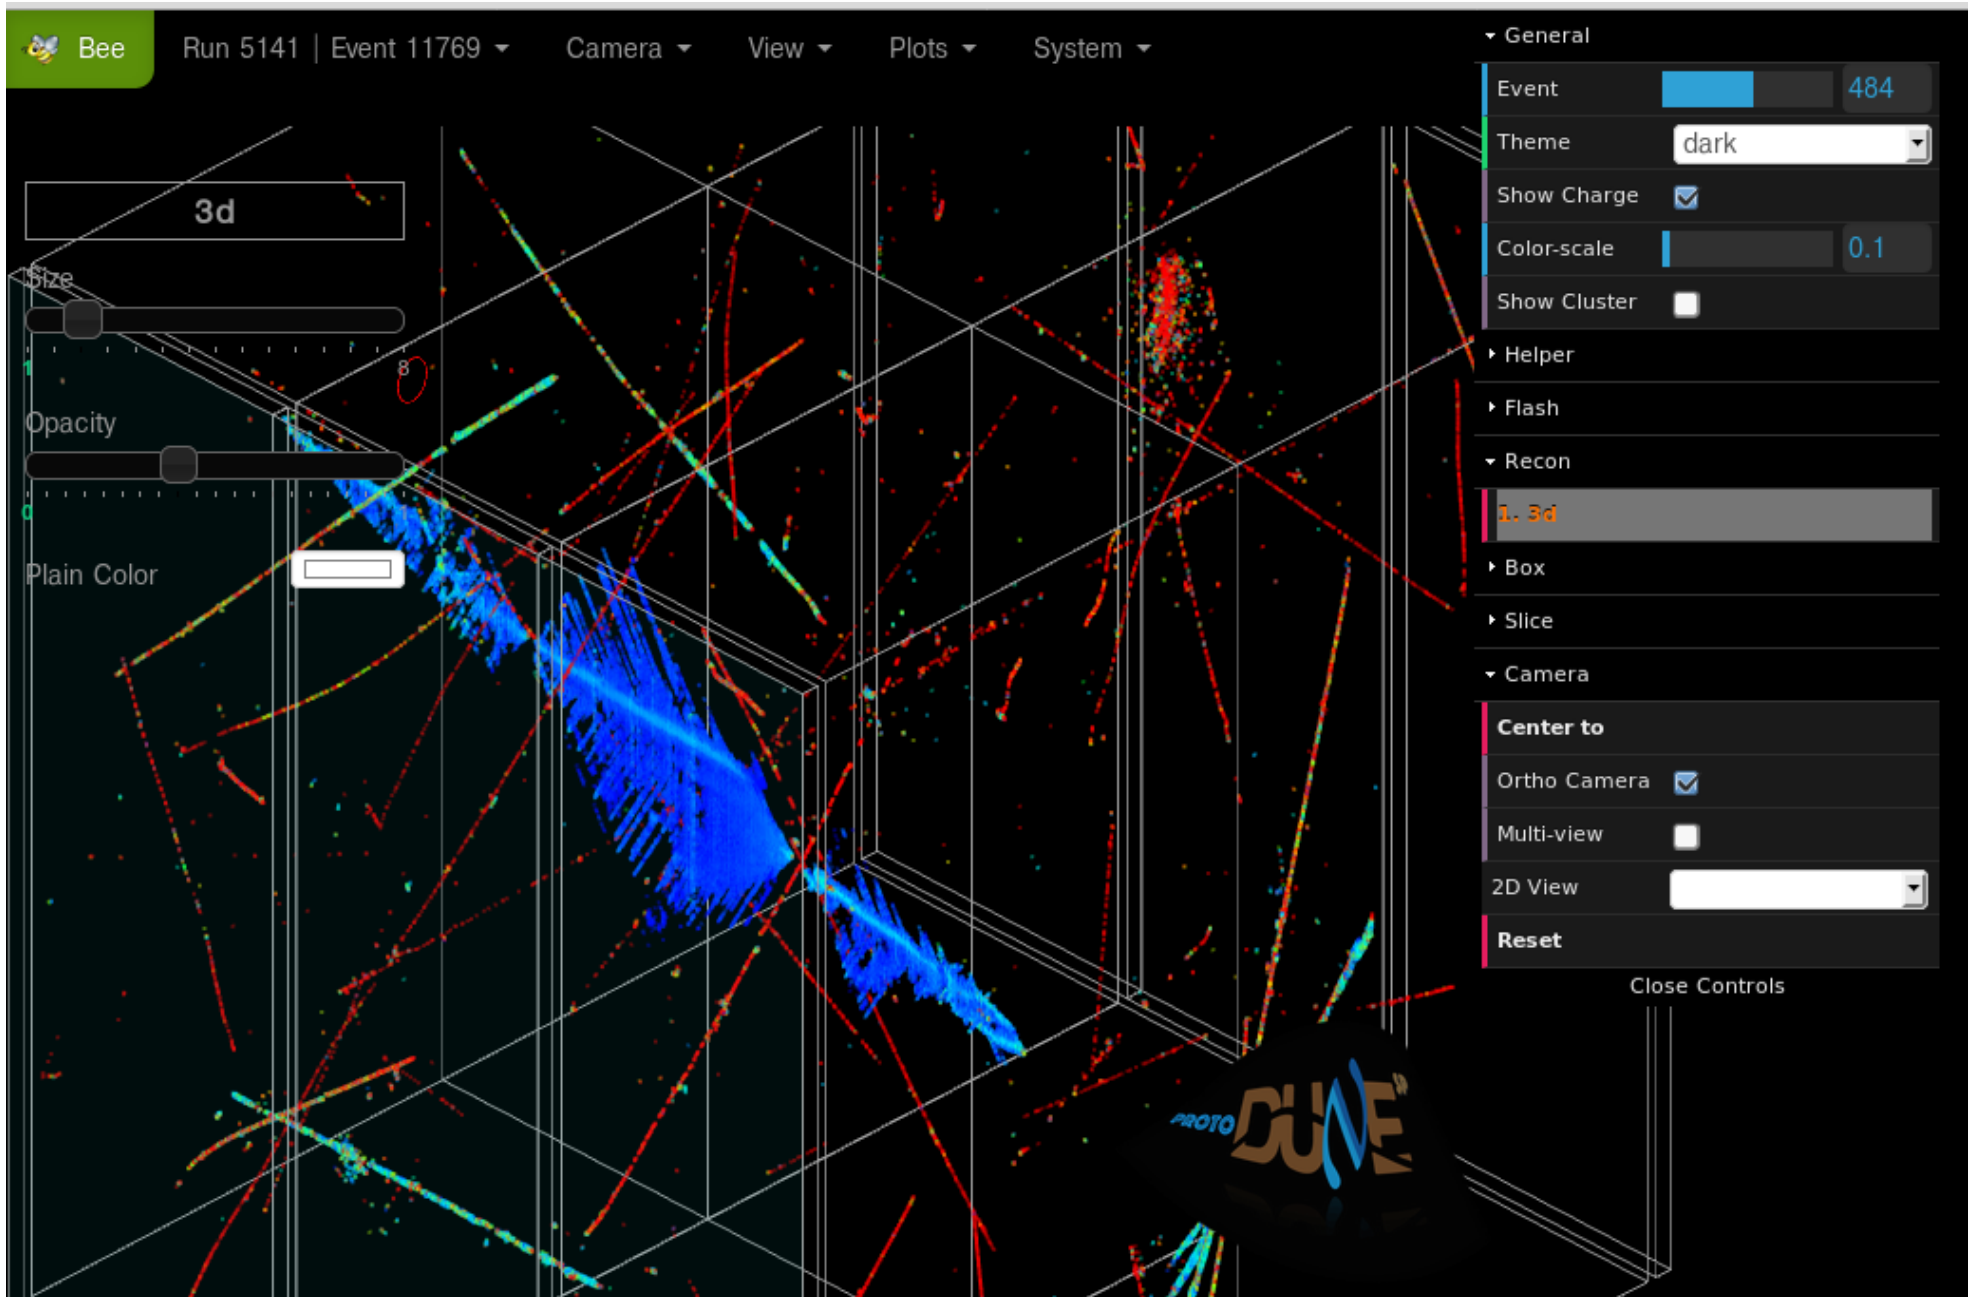 Bee Run 5141 | Event 11769 Camera View Plots System
3d
Size
1 8
Opacity
0
Plain Color
General
Event 484
Theme dark
Show Charge
Color-scale 0.1
Show Cluster
Helper
Flash
Recon
1. 3d
Box
Slice
Camera
Center to
Ortho Camera
Multi-view
2D View
Reset
Close Controls
PROTO DUNE